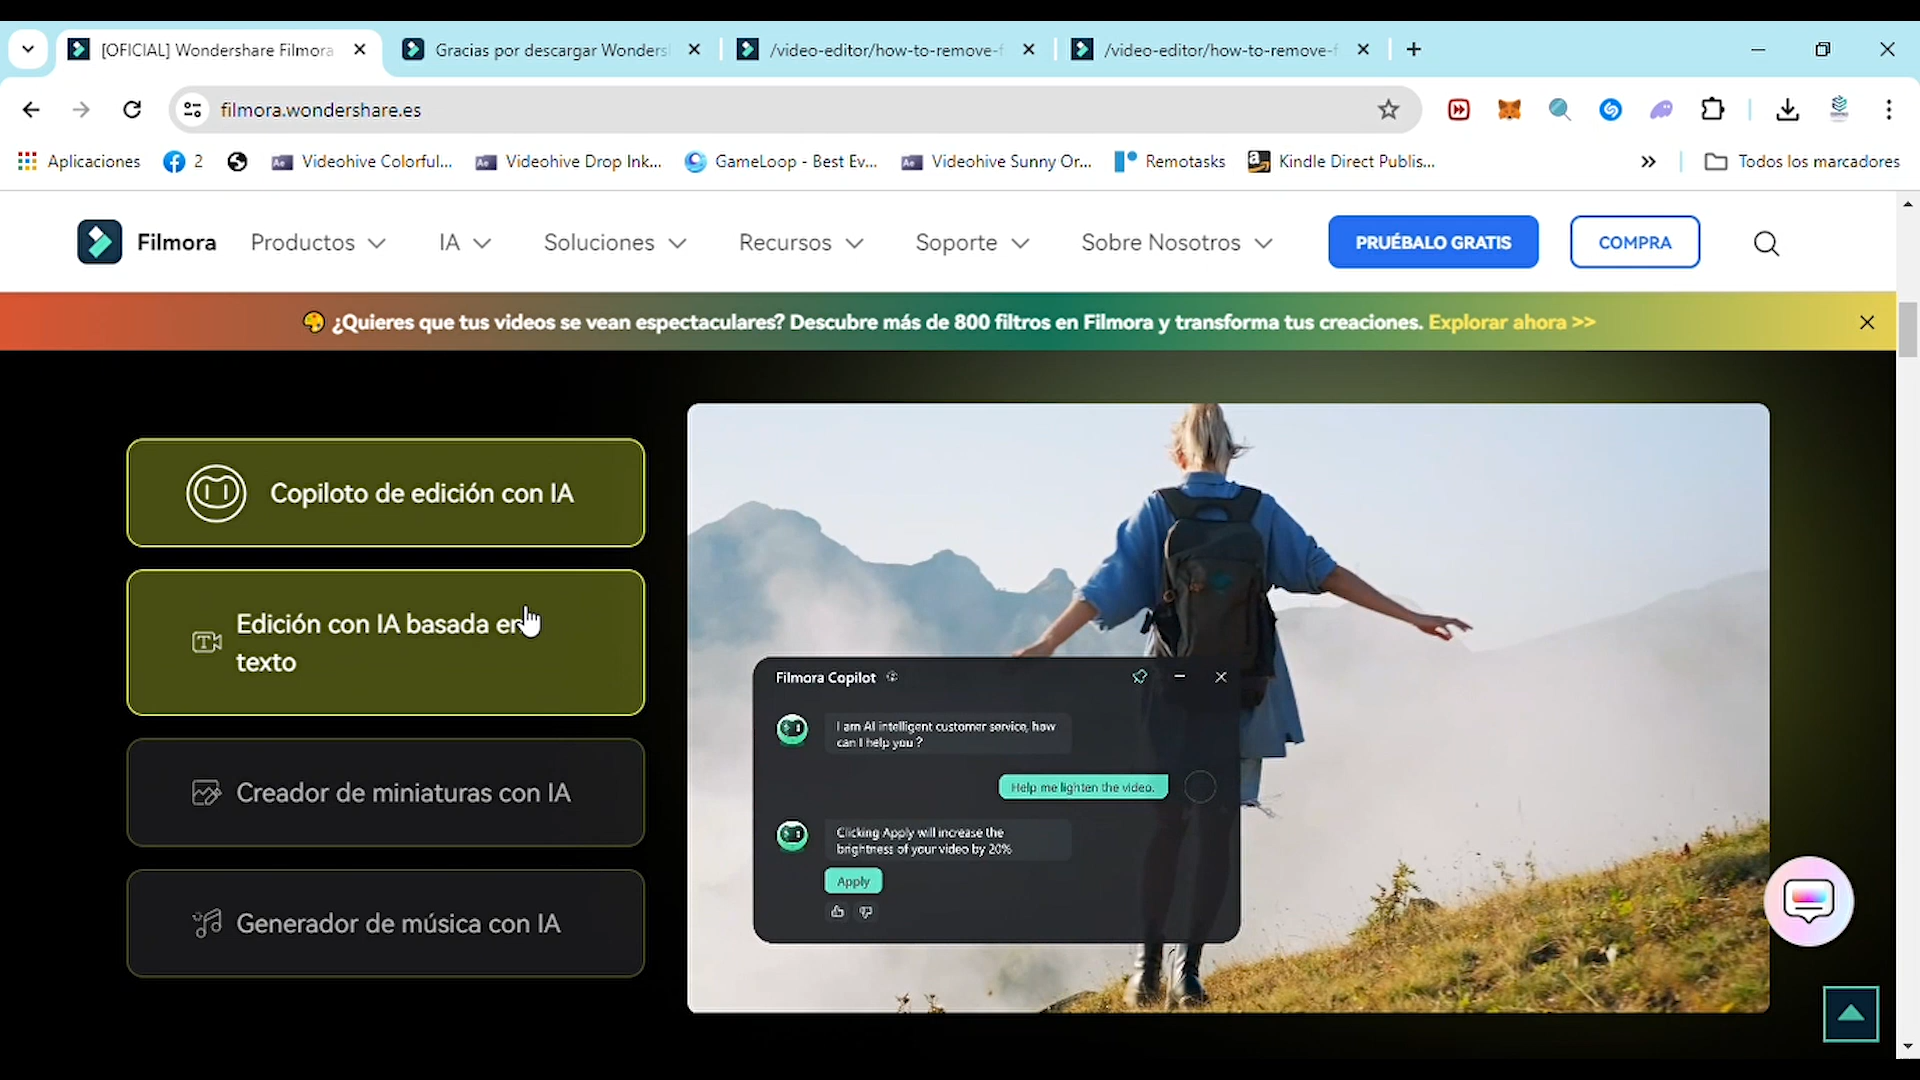 [OFICIAL] Wondershare Filmora
Gracias por descargar Wonders
/video-editor/how-to-remove-f
/video-editor/how-to-remove-f
filmora.wondershare.es
Aplicaciones
2
Videohive Colorful...
Videohive Drop Ink...
GameLoop - Best Ev...
Videohive Sunny Or...
Remotasks
Kindle Direct Publis...
Todos los marcadores
Filmora
Productos
IA
Soluciones
Recursos
Soporte
Sobre Nosotros
PRUÉBALO GRATIS
COMPRA
¿Quieres que tus videos se vean espectaculares? Descubre más de 800 filtros en Filmora y transforma tus creaciones. Explorar ahora >>
Copiloto de edición con IA
Edición con IA basada en
texto
Creador de miniaturas con IA
Generador de música con IA
Filmora Copilot
I am AI intelligent customer service, how
can I help you ?
Help me lighten the video.
Clicking Apply will increase the
brightness of your video by 20%
Apply